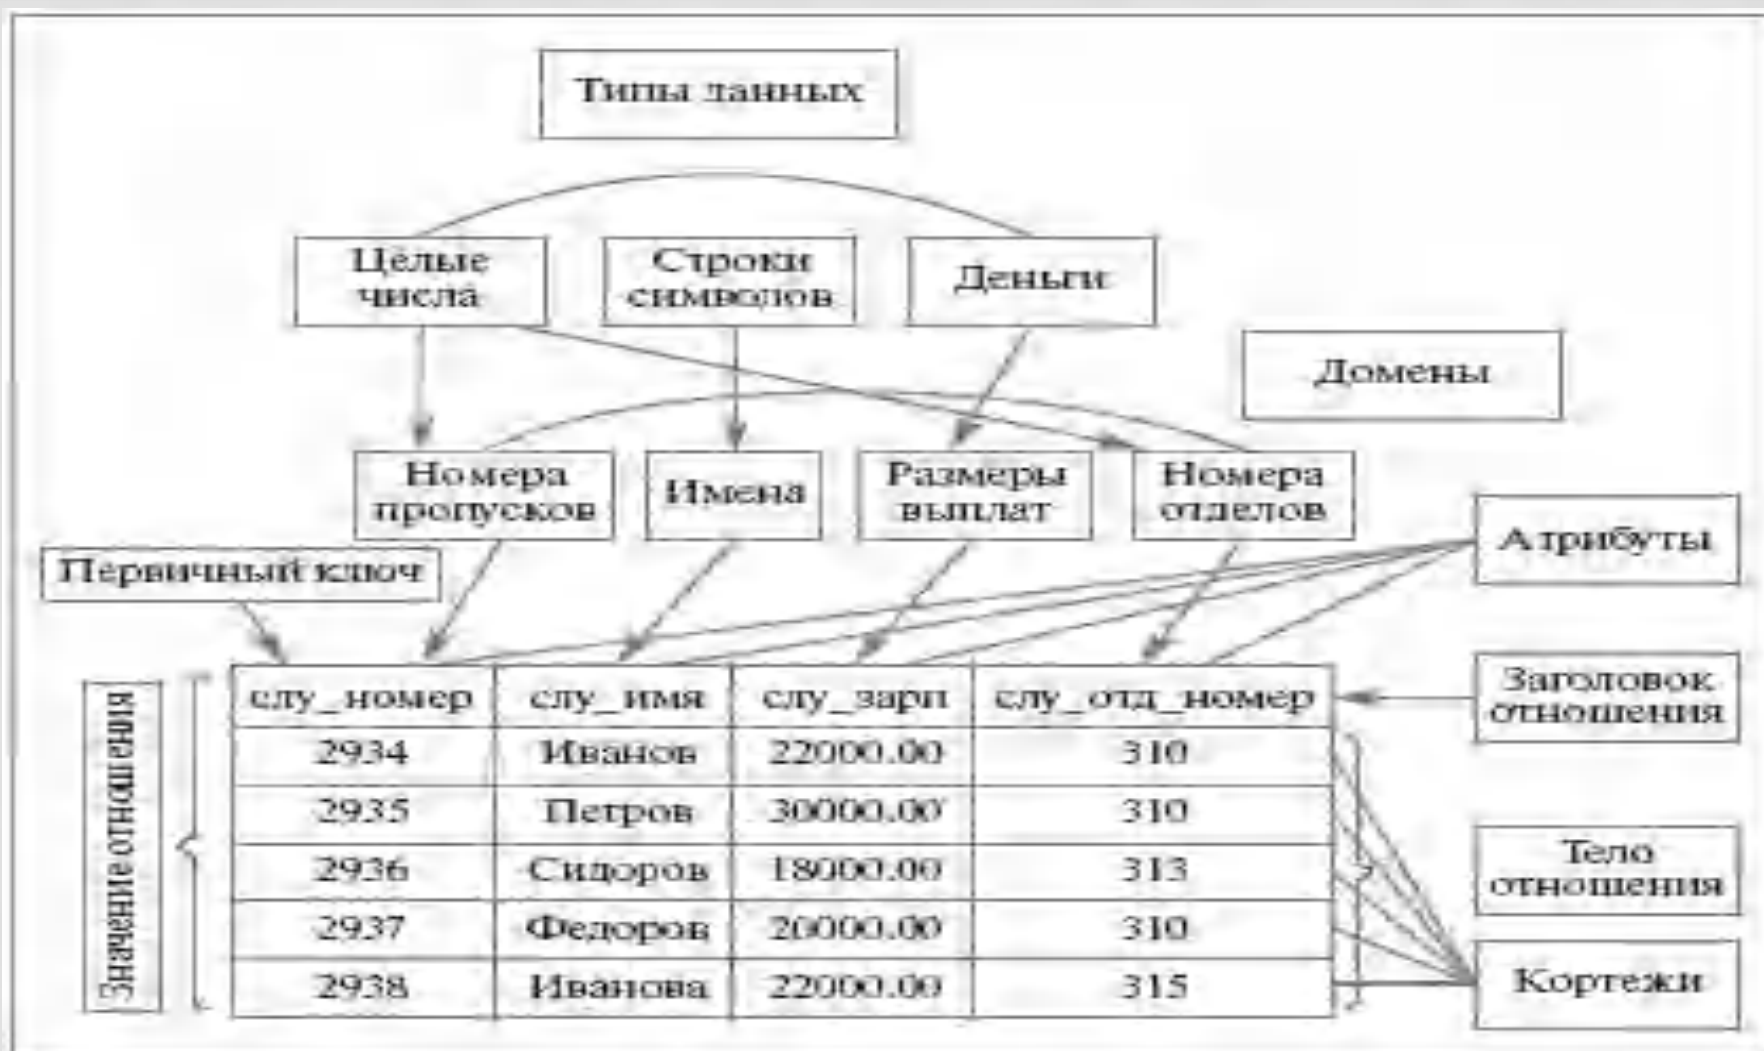 Типы данных
Целые
числа
Строки
символов
Деньги
Домены
Номера
пропусков
Имена
Размеры
выплат
Номера
отделов
Атрибуты
Первичный ключ
Значение отношения
слу_номер слу_имя слу_зарп слу_отд_номер
Заголовок
отношения
2934 Иванов 22000.00 310
2935 Петров 30000.00 310
2936 Сидоров 18000.00 313
2937 Федоров 20000.00 310
2938 Иванова 22000.00 315
Тело
отношения
Кортежи